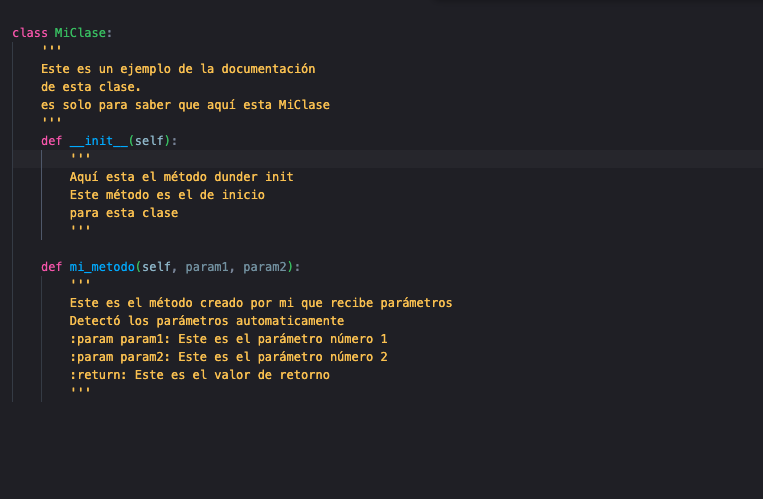 class MiClase:
'''
Este es un ejemplo de la documentación
de esta clase.
es solo para saber que aquí esta MiClase
'''
def __init__(self):
'''
Aquí esta el método dunder init
Este método es el de inicio
para esta clase
'''
def mi_metodo(self, param1, param2):
'''
Este es el método creado por mi que recibe parámetros
Detectó los parámetros automaticamente
:param param1: Este es el parámetro número 1
:param param2: Este es el parámetro número 2
:return: Este es el valor de retorno
'''